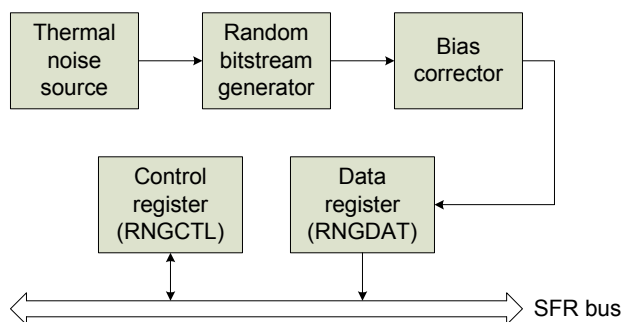 Thermal
noise
source
Random
bitstream
generator
Bias
corrector
Control
register
(RNGCTL)
Data
register
(RNGDAT)
SFR bus